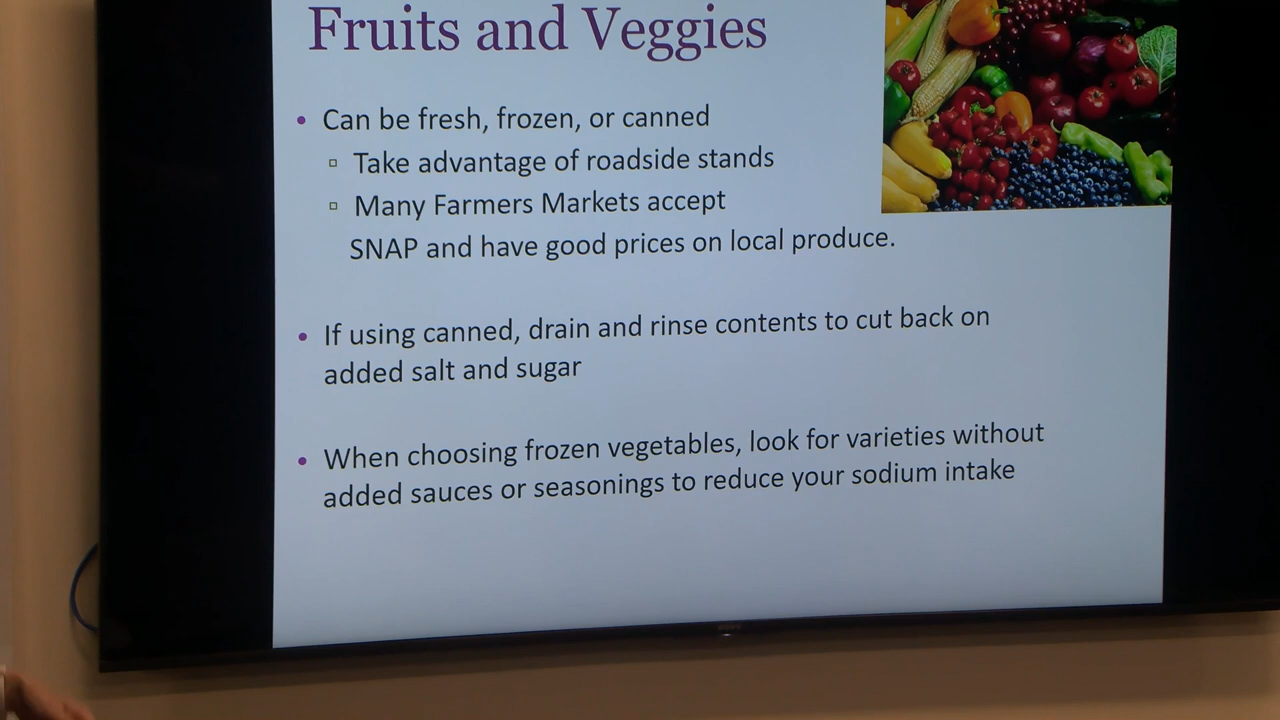 Fruits and Veggies
• Can be fresh, frozen, or canned
▫ Take advantage of roadside stands
▫ Many Farmers Markets accept
SNAP and have good prices on local produce.
• If using canned, drain and rinse contents to cut back on
added salt and sugar
• When choosing frozen vegetables, look for varieties without
added sauces or seasonings to reduce your sodium intake